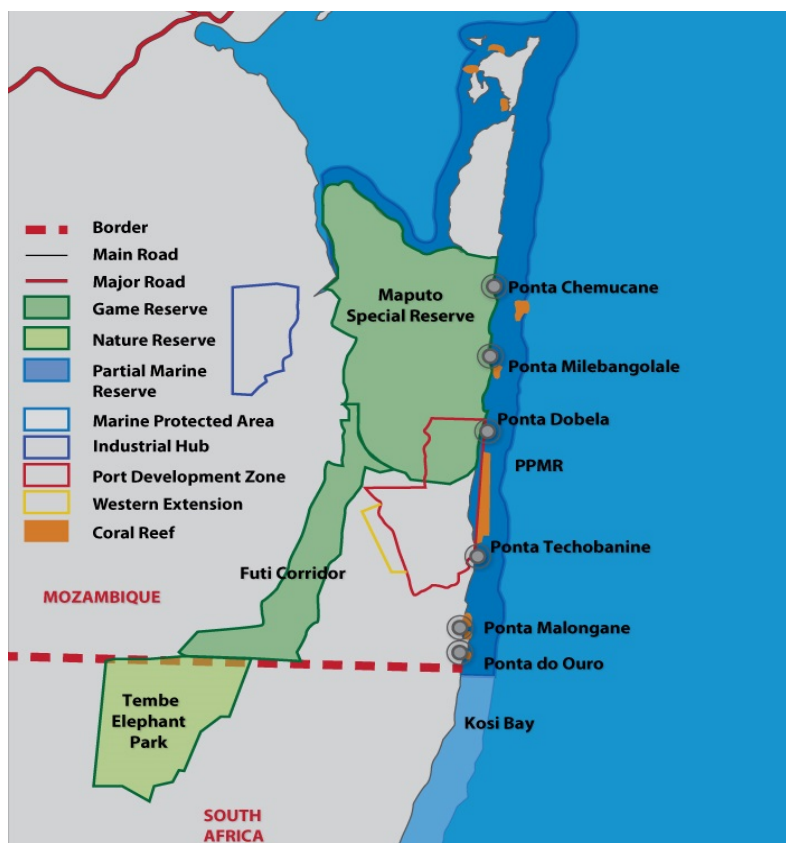 Border
Main Road
Major Road
Game Reserve
Nature Reserve
Partial Marine
Reserve
Marine Protected Area
Industrial Hub
Port Development Zone
Western Extension
Coral Reef
Maputo
Special Reserve
Ponta Chemucane
Ponta Milebangolale
Ponta Dobela
PPMR
Ponta Techobanine
Futi Corridor
MOZAMBIQUE
Ponta Malongane
Ponta do Ouro
Tembe
Elephant
Park
Kosi Bay
SOUTH
AFRICA